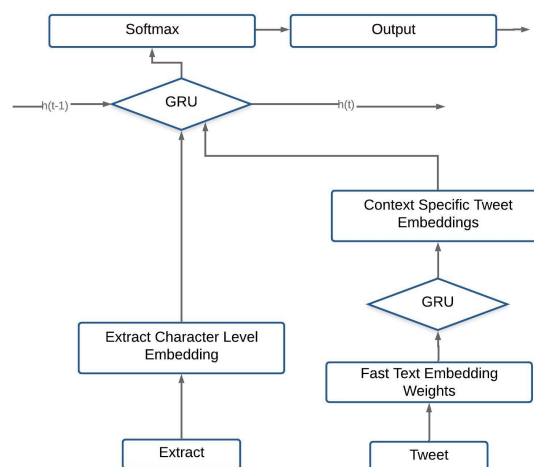 Softmax
Output
GRU
h(t-1)
h(t)
Context Specific Tweet
Embeddings
GRU
Extract Character Level
Embedding
Fast Text Embedding
Weights
Extract
Tweet